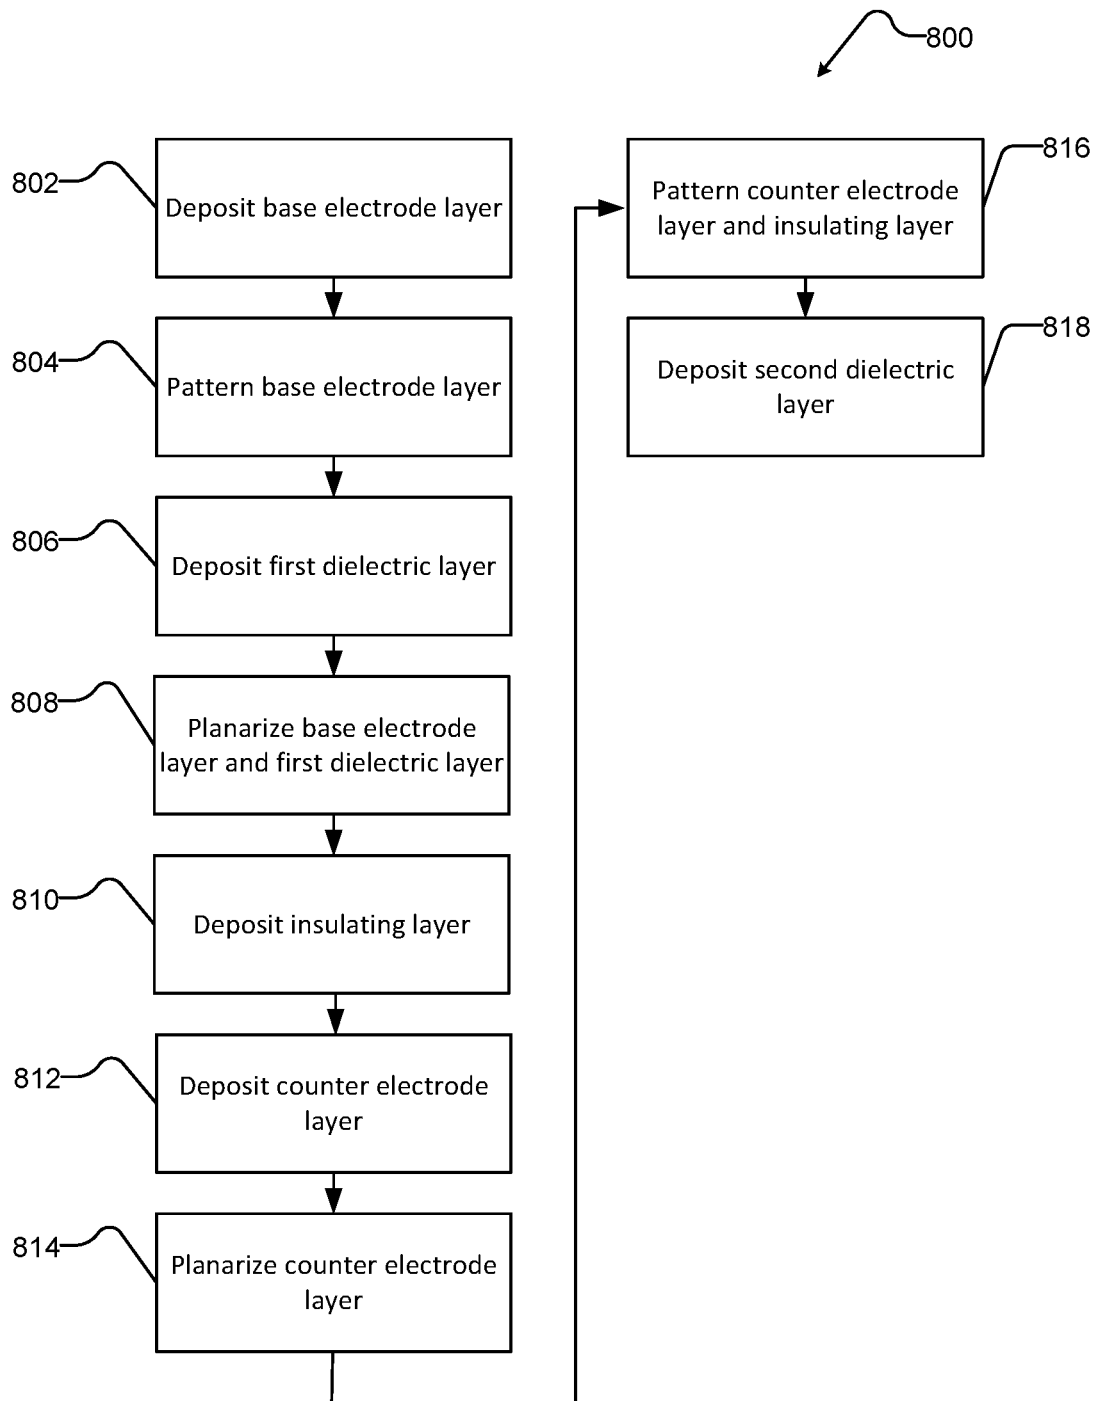 800
802
Deposit base electrode layer
804
Pattern base electrode layer
806
Deposit first dielectric layer
808
Planarize base electrode
layer and first dielectric layer
810
Deposit insulating layer
812
Deposit counter electrode
layer
814
Planarize counter electrode
layer
816
Pattern counter electrode
layer and insulating layer
818
Deposit second dielectric
layer